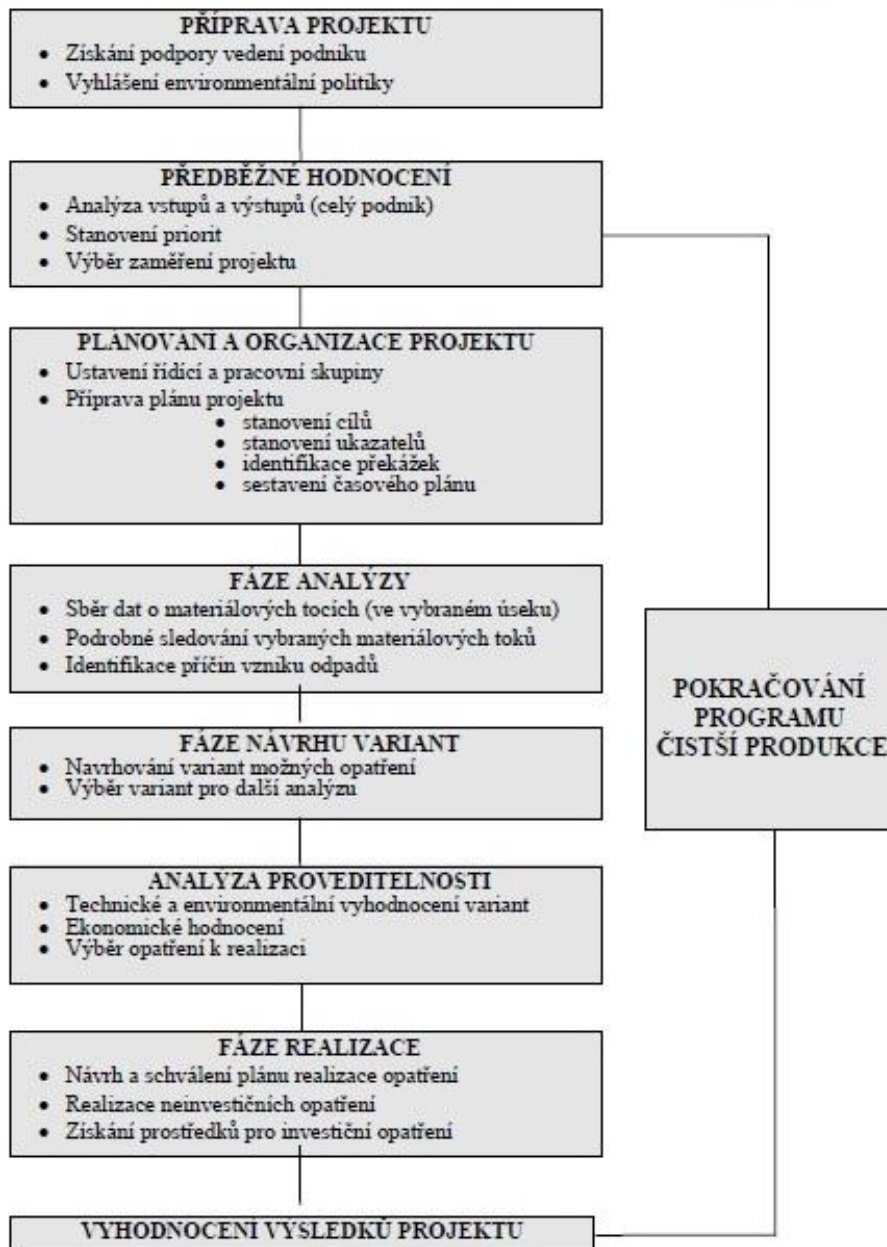 PŘÍPRAVA PROJEKTU
• Získání podpory vedení podniku
• Vyhlášení environmentální politiky
PŘEDBĚŽNÉ HODNOCENÍ
• Analýza vstupů a výstupů (celý podnik)
• Stanovení priorit
• Výběr zaměření projektu
PLÁNOVÁNÍ A ORGANIZACE PROJEKTU
• Ustavení řídící a pracovní skupiny
• Příprava plánu projektu
• stanovení cílů
• stanovení ukazatelů
• identifikace překážek
• sestavení časového plánu
FÁZE ANALÝZY
• Sběr dat o materiálových tocích (ve vybraném úseku)
• Podrobné sledování vybraných materiálových toků
• Identifikace příčin vzniku odpadů
FÁZE NÁVRHU VARIANT
• Navrhování variant možných opatření
• Výběr variant pro další analýzu
ANALÝZA PROVEDITELNOSTI
• Technické a environmentální vyhodnocení variant
• Ekonomické hodnocení
• Výběr opatření k realizaci
FÁZE REALIZACE
• Návrh a schválení plánu realizace opatření
• Realizace neinvestičních opatření
• Získání prostředků pro investiční opatření
VYHODNOCENÍ VÝSLEDKŮ PROJEKTU
POKRAČOVÁNÍ
PROGRAMU
ČISTŠÍ PRODUKCE